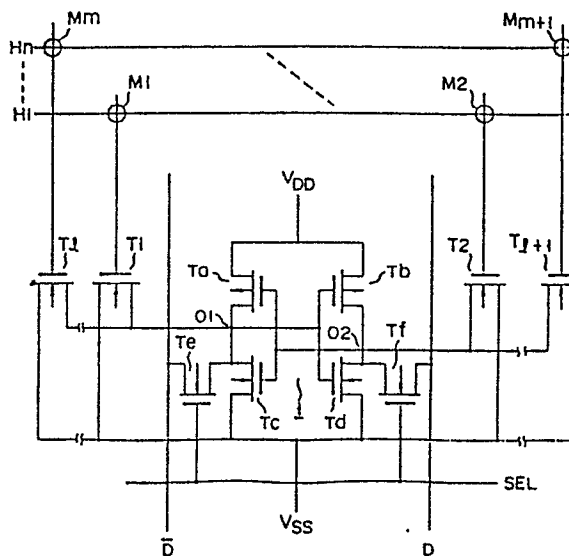 Mm
Mm+1
Hn
M1
M2
H1
VDD
Tl
T1
Ta
Tb
T2
Tl+1
O1
O2
Te
Tf
Tc
I
Td
SEL
VSS
D̅
D